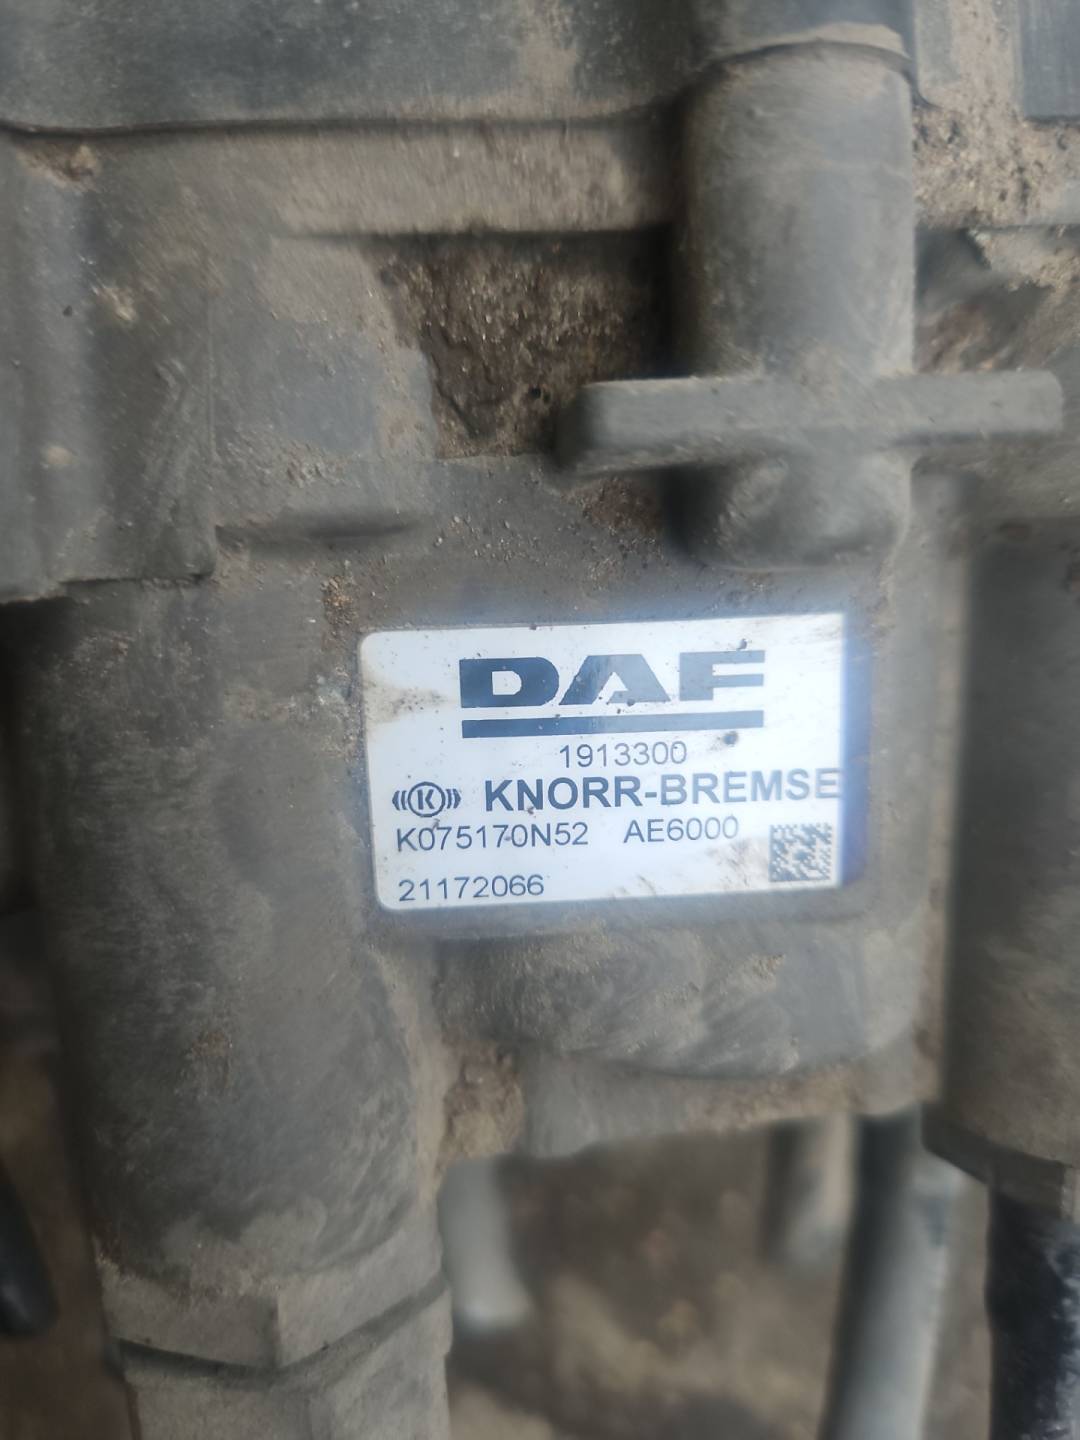 DAF
1913300
K KNORR-BREMSE
K075170N52 AE6000
21172066